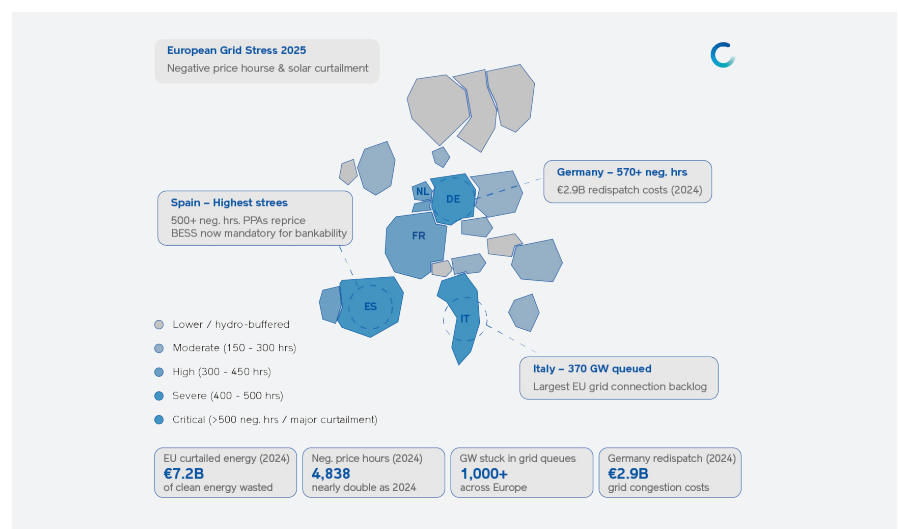 European Grid Stress 2025
Negative price hourse & solar curtailment
Germany – 570+ neg. hrs
€2.9B redispatch costs (2024)
NL
DE
Spain – Highest strees
500+ neg. hrs. PPAs reprice
BESS now mandatory for bankability
FR
ES
IT
Lower / hydro-buffered
Moderate (150 - 300 hrs)
High (300 - 450 hrs)
Severe (400 - 500 hrs)
Critical (>500 neg. hrs / major curtailment)
Italy – 370 GW queued
Largest EU grid connection backlog
EU curtailed energy (2024)
€7.2B
of clean energy wasted
Neg. price hours (2024)
4,838
nearly double as 2024
GW stuck in grid queues
1,000+
across Europe
Germany redispatch (2024)
€2.9B
grid congestion costs